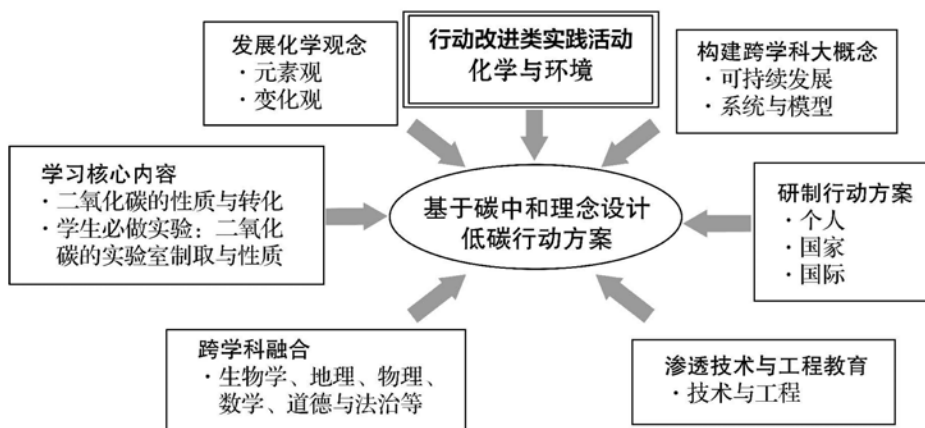 发展化学观念
·元素观
·变化观
行动改进类实践活动
化学与环境
构建跨学科大概念
·可持续发展
·系统与模型
学习核心内容
·二氧化碳的性质与转化
·学生必做实验：二氧化
碳的实验室制取与性质
基于碳中和理念设计
低碳行动方案
研制行动方案
·个人
·国家
·国际
跨学科融合
·生物学、地理、物理、
数学、道德与法治等
渗透技术与工程教育
·技术与工程